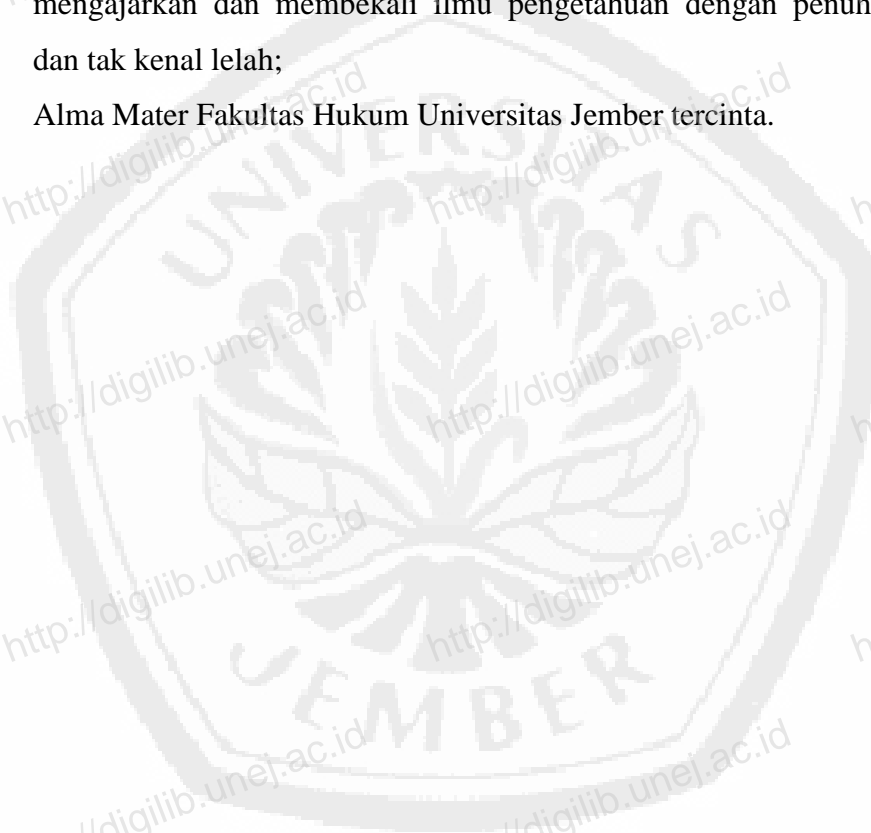 mengajarkan dan membekali ilmu pengetahuan dengan penuh
dan tak kenal lelah;
Alma Mater Fakultas Hukum Universitas Jember tercinta.
http://digilib.unej.ac.id
http://digilib.unej.ac.id
UNIVERSITAS
http://digilib.unej.ac.id
http://digilib.unej.ac.id
http://digilib.unej.ac.id
http://digilib.unej.ac.id
JEMBER
//digilib.unej.ac.id
//digilib.unej.ac.id